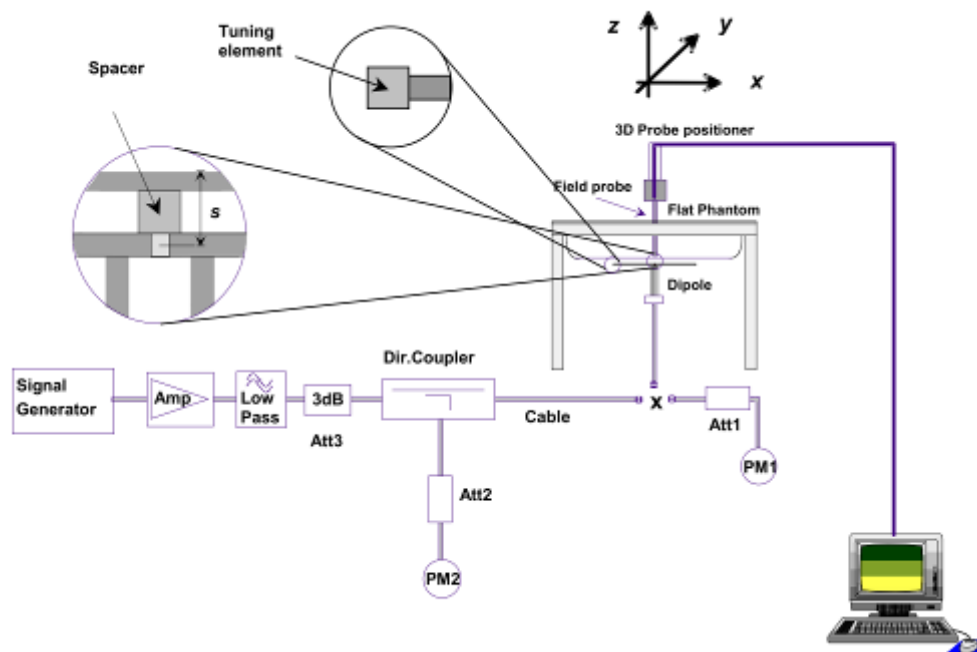 Tuning
element
z
y
x
Spacer
3D Probe positioner
Field probe
s
Flat Phantom
Dipole
Dir.Coupler
Signal
Generator
Amp
Low
Pass
3dB
Att3
Cable
x
Att1
PM1
Att2
PM2